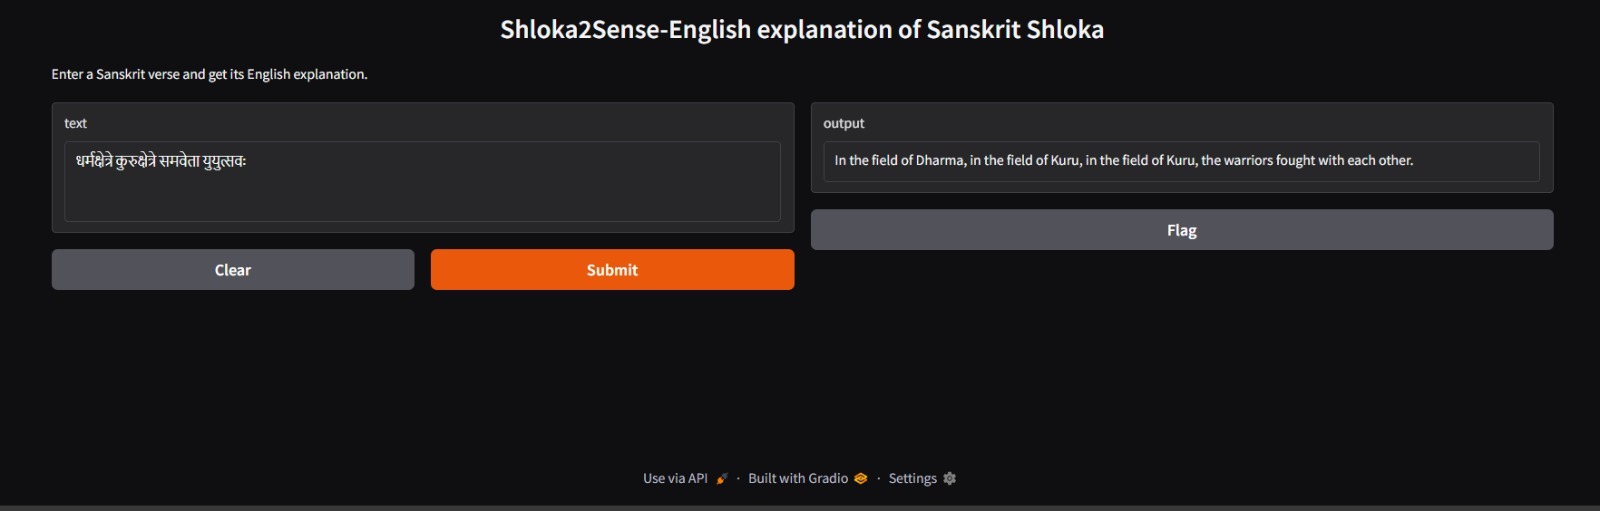 Shloka2Sense-English explanation of Sanskrit Shloka
Enter a Sanskrit verse and get its English explanation.
text
धर्मक्षेत्रे कुरुक्षेत्रे समवेता युयुत्सवः
Clear
Submit
output
In the field of Dharma, in the field of Kuru, in the field of Kuru, the warriors fought with each other.
Flag
Use via API · Built with Gradio · Settings